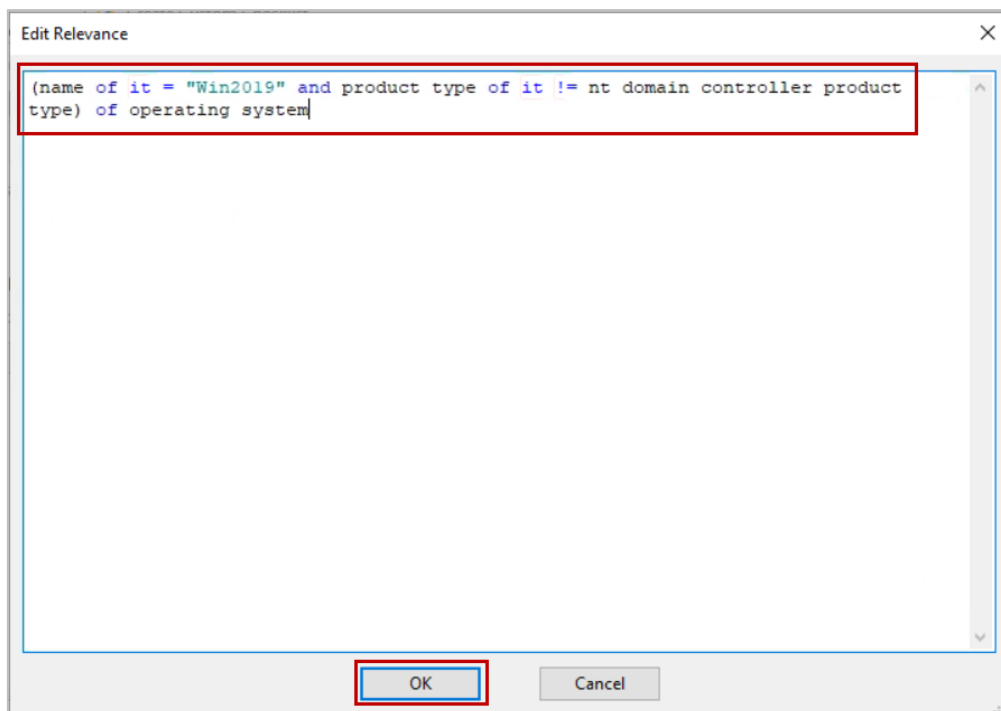 Edit Relevance
(name of it = "Win2019" and product type of it != nt domain controller product
type) of operating system
OK
Cancel